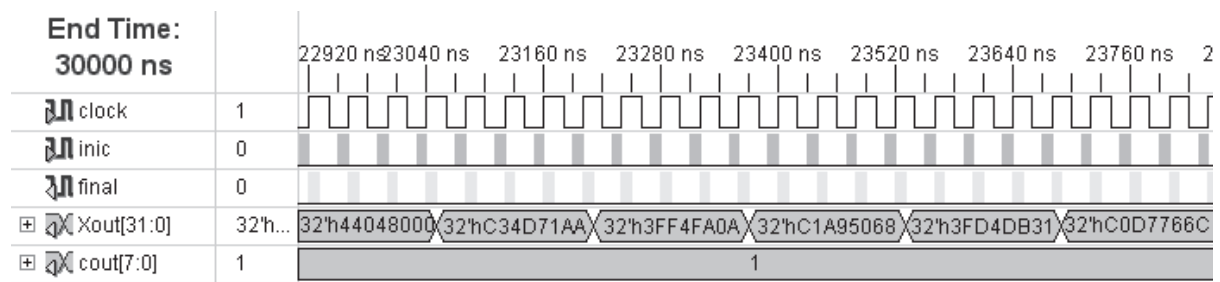 End Time:
30000 ns
22920 ns 23040 ns 23160 ns 23280 ns 23400 ns 23520 ns 23640 ns 23760 ns 2
clock 1
inic 0
final 0
Xout[31:0] 32'h... 32'h44048000 32'hC34D71AA 32'h3FF4FA0A 32'hC1A95068 32'h3FD4DB31 32'hC0D7766C
cout[7:0] 1 1